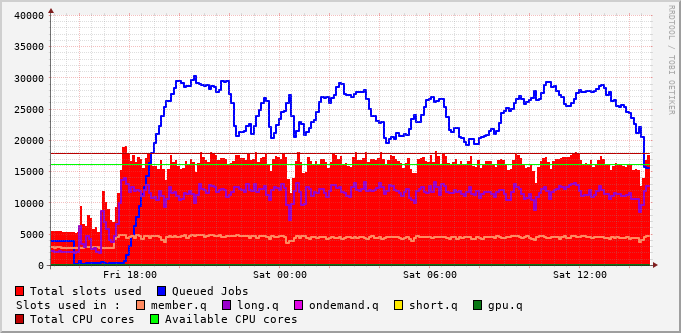 40000
35000
30000
25000
20000
15000
10000
5000
0
Fri 18:00 Sat 00:00 Sat 06:00 Sat 12:00
Total slots used Queued Jobs
Slots used in : member.q long.q ondemand.q short.q gpu.q
Total CPU cores Available CPU cores
RRDTOOL / TOBI OETIKER